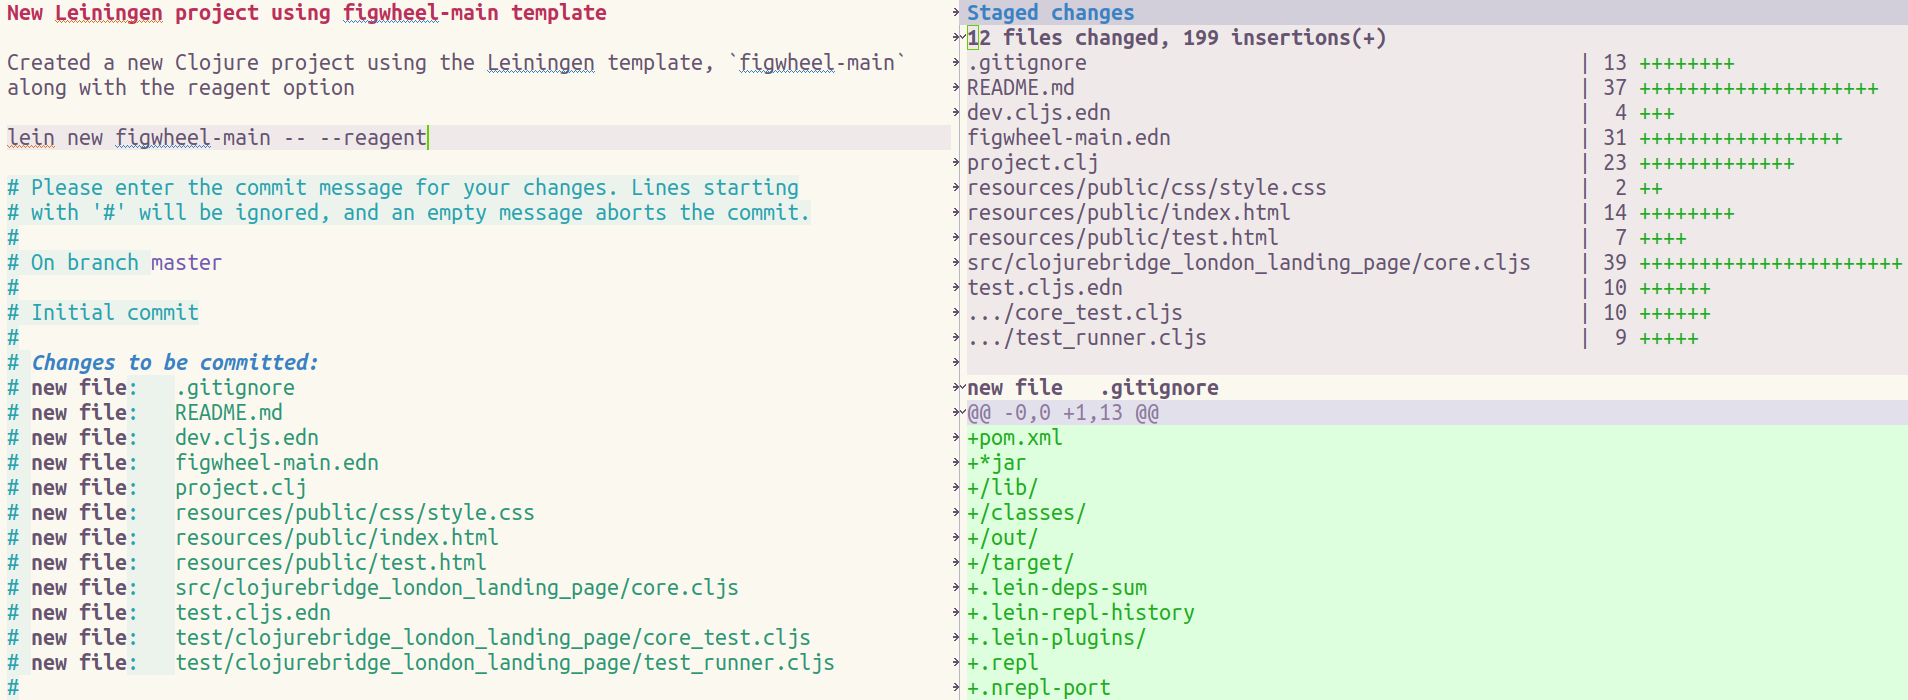 New Leiningen project using figwheel-main template
Created a new Clojure project using the Leiningen template, `figwheel-main`
along with the reagent option
lein new figwheel-main -- --reagent
# Please enter the commit message for your changes. Lines starting
# with '#' will be ignored, and an empty message aborts the commit.
#
# On branch master
#
# Initial commit
#
# Changes to be committed:
# new file:   .gitignore
# new file:   README.md
# new file:   dev.cljs.edn
# new file:   figwheel-main.edn
# new file:   project.clj
# new file:   resources/public/css/style.css
# new file:   resources/public/index.html
# new file:   resources/public/test.html
# new file:   src/clojurebridge_london_landing_page/core.cljs
# new file:   test.cljs.edn
# new file:   test/clojurebridge_london_landing_page/core_test.cljs
# new file:   test/clojurebridge_london_landing_page/test_runner.cljs
#
Staged changes
12 files changed, 199 insertions(+)
.gitignore | 13 ++++++++
README.md | 37 ++++++++++++++++++++
dev.cljs.edn | 4 +++
figwheel-main.edn | 31 +++++++++++++++++
project.clj | 23 +++++++++++++
resources/public/css/style.css | 2 ++
resources/public/index.html | 14 ++++++++
resources/public/test.html | 7 ++++
src/clojurebridge_london_landing_page/core.cljs | 39 ++++++++++++++++++++++
test.cljs.edn | 10 ++++++
.../core_test.cljs | 10 ++++++
.../test_runner.cljs | 9 +++++
new file   .gitignore
@@ -0,0 +1,13 @@
+pom.xml
+*jar
+/lib/
+/classes/
+/out/
+/target/
+.lein-deps-sum
+.lein-repl-history
+.lein-plugins/
+.repl
+.nrepl-port